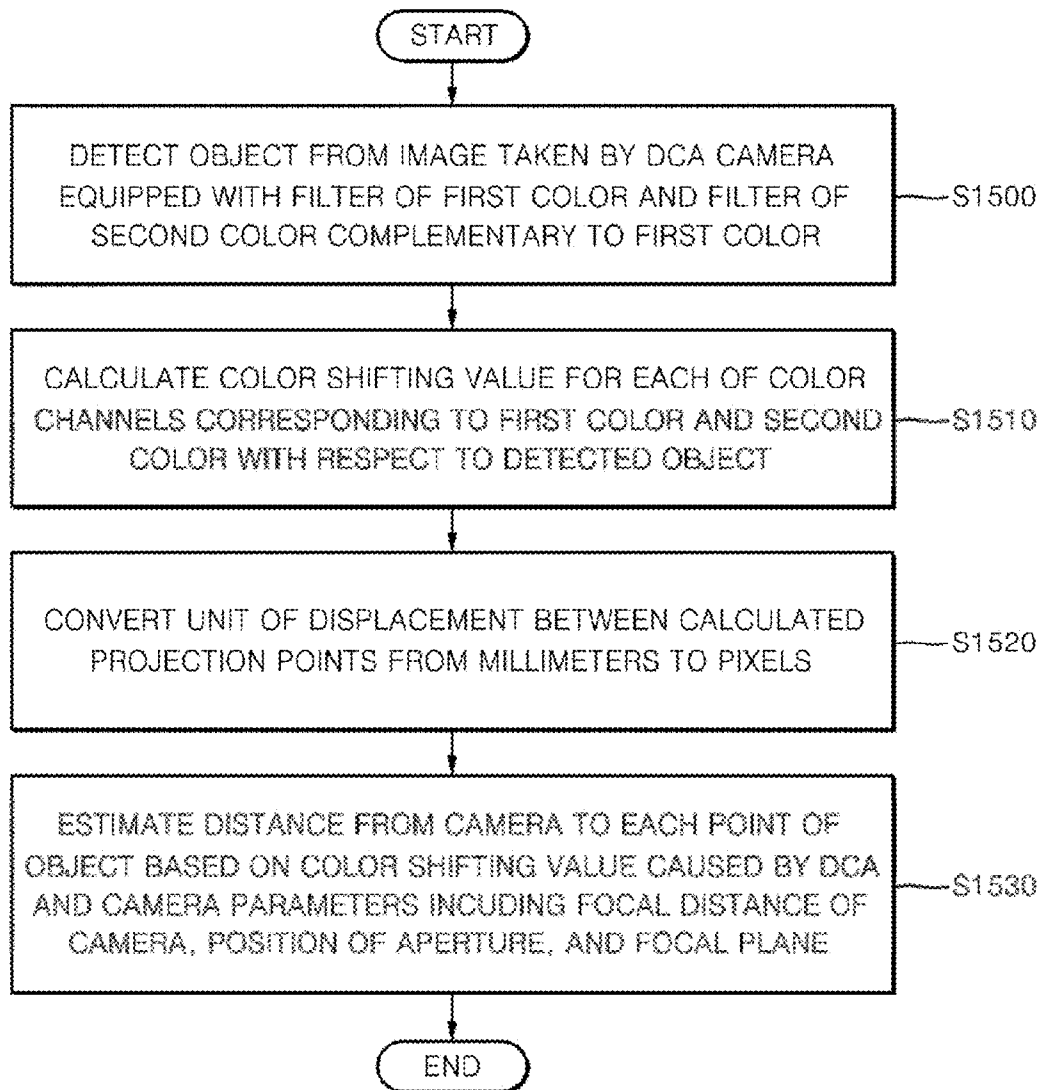 START
DETECT OBJECT FROM IMAGE TAKEN BY DCA CAMERA
EQUIPPED WITH FILTER OF FIRST COLOR AND FILTER OF
SECOND COLOR COMPLEMENTARY TO FIRST COLOR
S1500
CALCULATE COLOR SHIFTING VALUE FOR EACH OF COLOR
CHANNELS CORRESPONDING TO FIRST COLOR AND SECOND
COLOR WITH RESPECT TO DETECTED OBJECT
S1510
CONVERT UNIT OF DISPLACEMENT BETWEEN CALCULATED
PROJECTION POINTS FROM MILLIMETERS TO PIXELS
S1520
ESTIMATE DISTANCE FROM CAMERA TO EACH POINT OF
OBJECT BASED ON COLOR SHIFTING VALUE CAUSED BY DCA
AND CAMERA PARAMETERS INCUDING FOCAL DISTANCE OF
CAMERA, POSITION OF APERTURE, AND FOCAL PLANE
S1530
END